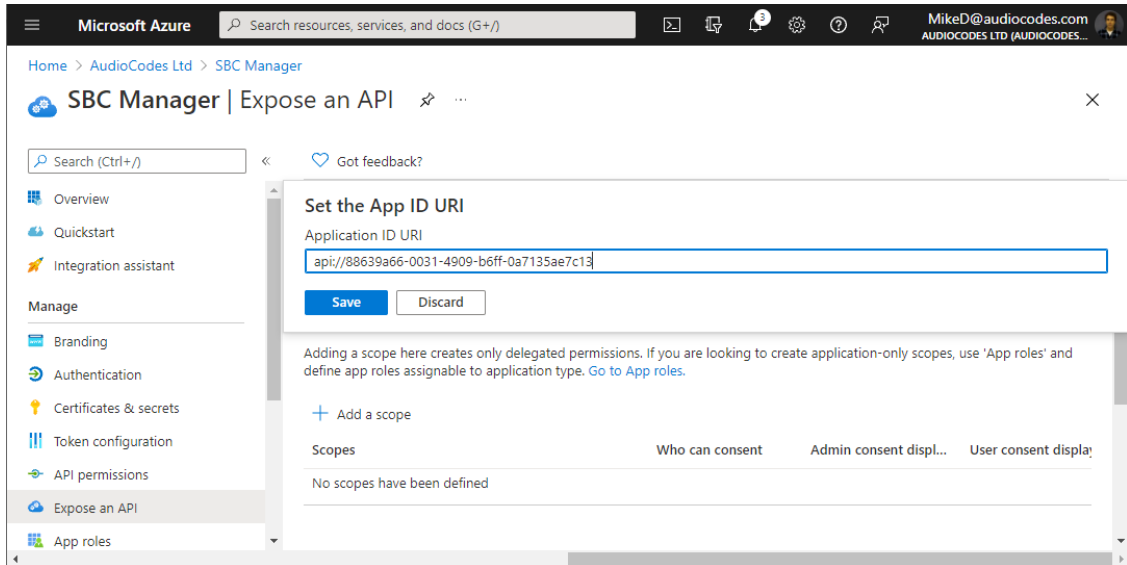 Microsoft Azure
Search resources, services, and docs (G+/)
3
MikeD@audiocodes.com
AUDIOCODES LTD (AUDIOCODES...
Home > AudioCodes Ltd > SBC Manager
SBC Manager | Expose an API
...
Search (Ctrl+/)
«
Got feedback?
Overview
Quickstart
Integration assistant
Manage
Branding
Authentication
Certificates & secrets
Token configuration
API permissions
Expose an API
App roles
Set the App ID URI
Application ID URI
api://88639a66-0031-4909-b6ff-0a7135ae7c13
Save Discard
Adding a scope here creates only delegated permissions. If you are looking to create application-only scopes, use 'App roles' and
define app roles assignable to application type. Go to App roles.
Add a scope
Scopes Who can consent Admin consent displ... User consent display
No scopes have been defined